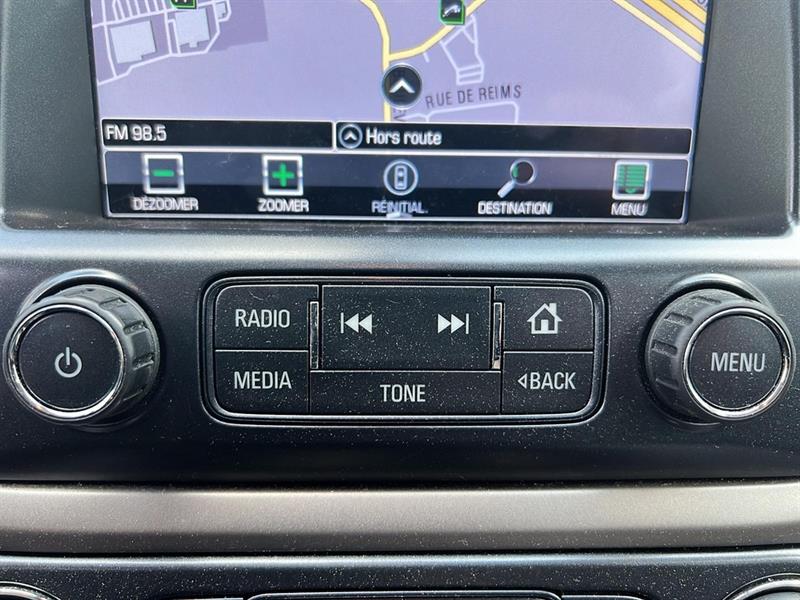 RUE DE REIMS
FM 98.5
Hors route
DÉZOOMER
ZOOMER
RÉINITIAL.
DESTINATION
MENU
RADIO
MEDIA
TONE
BACK
MENU